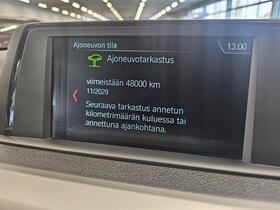 Ajoneuvon tila 13:00
Ajoneuvotarkastus
viimeistään 48000 km
11/2029
Seuraava tarkastus annetun
kilometrimäärän kuluessa tai
annettuna ajankohtana.